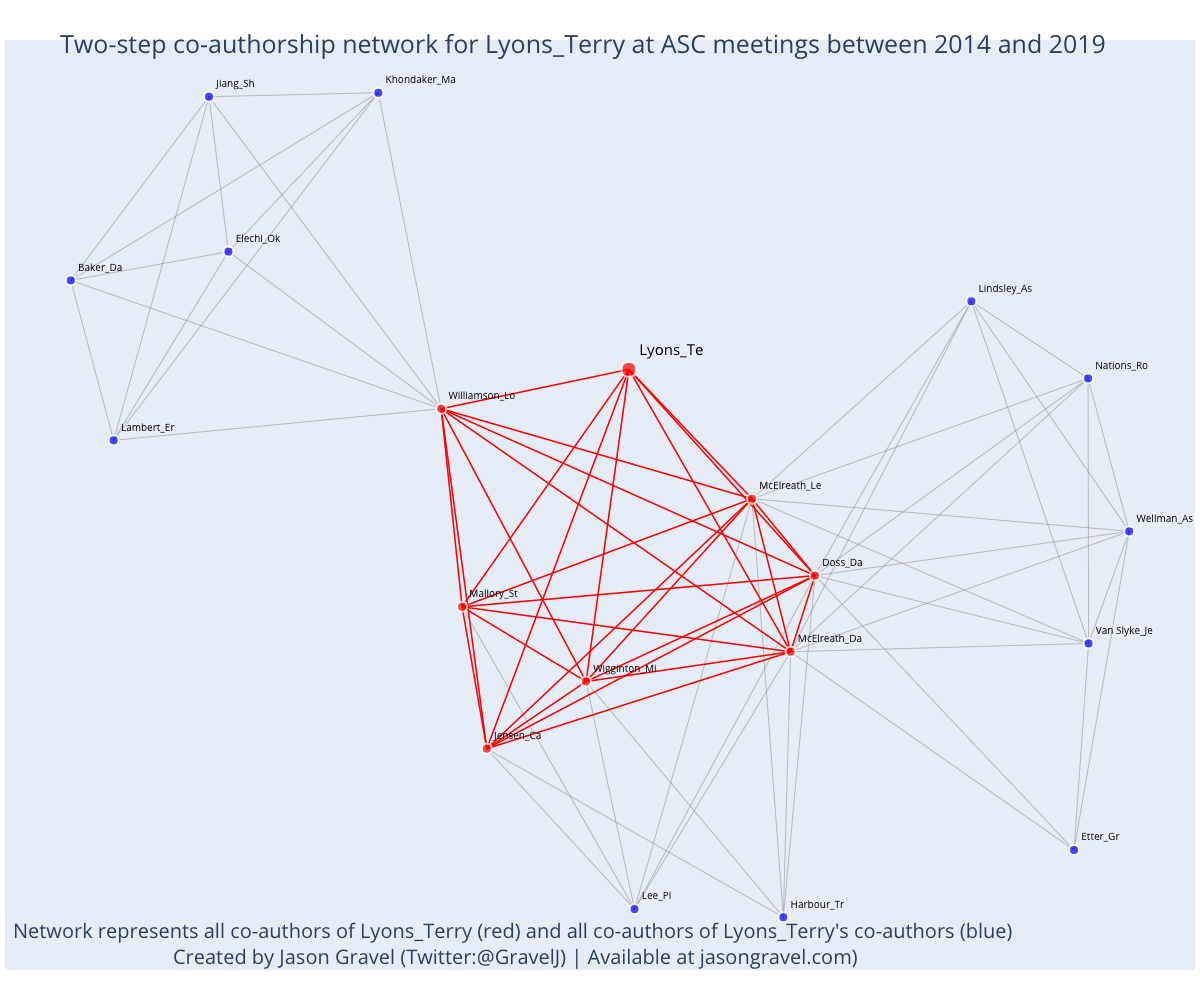 Two-step co-authorship network for Lyons_Terry at ASC meetings between 2014 and 2019
Jiang_Sh
Khondaker_Ma
Elechi_Ok
Baker_Da
Lindsley_As
Lyons_Te
Nations_Ro
Williamson_Lo
Lambert_Er
McElreath_Le
Wellman_As
Doss_Da
Mallory_St
Van Slyke_Je
McElreath_Da
Wigginton_Mi
Jensen_Ca
Etter_Gr
Lee_Pi
Harbour_Tr
Network represents all co-authors of Lyons_Terry (red) and all co-authors of Lyons_Terry's co-authors (blue)
Created by Jason Gravel (Twitter:@GravelJ) | Available at jasongravel.com)